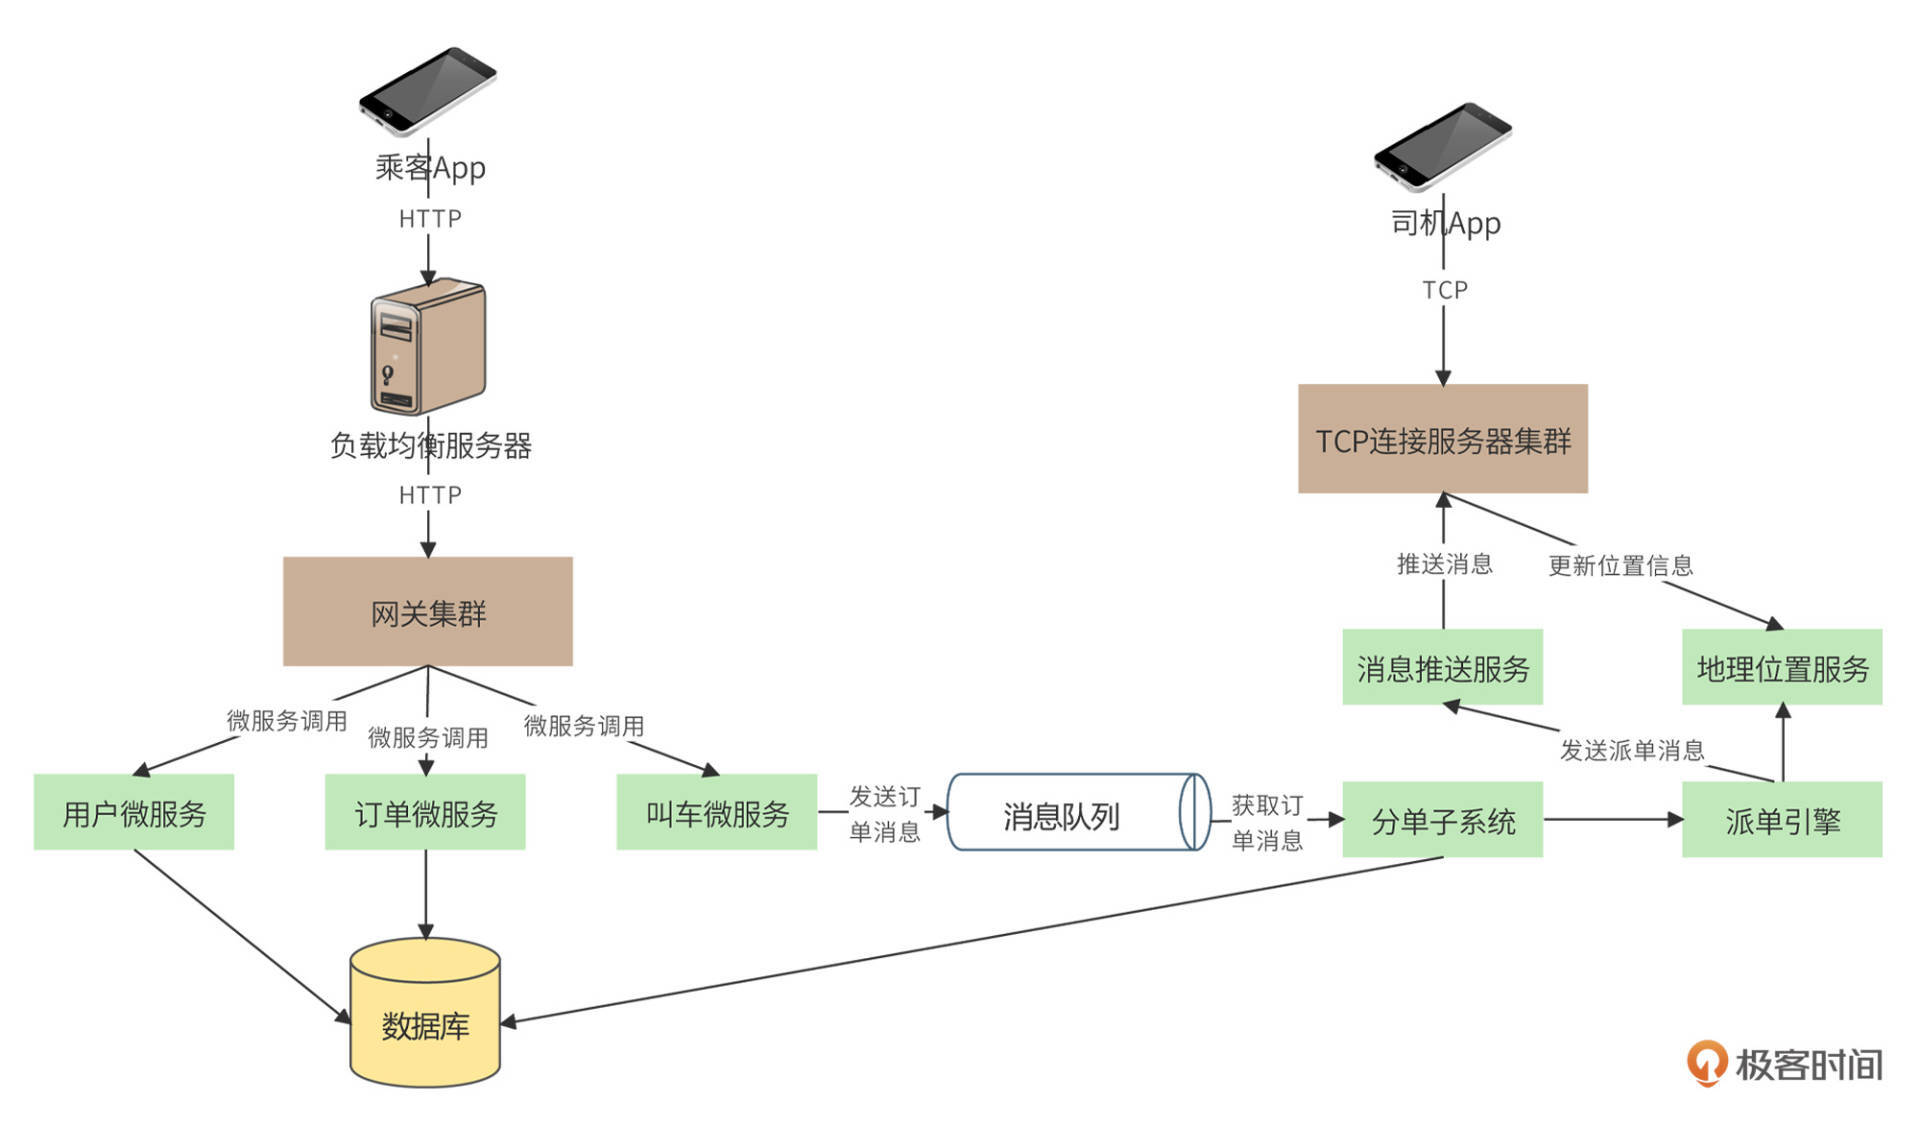 乘客App
HTTP
负载均衡服务器
HTTP
网关集群
微服务调用
微服务调用
微服务调用
用户微服务
订单微服务
叫车微服务
发送订
单消息
消息队列
获取订
单消息
数据库
司机App
TCP
TCP连接服务器集群
推送消息
更新位置信息
消息推送服务
地理位置服务
发送派单消息
分单子系统
派单引擎
极客时间